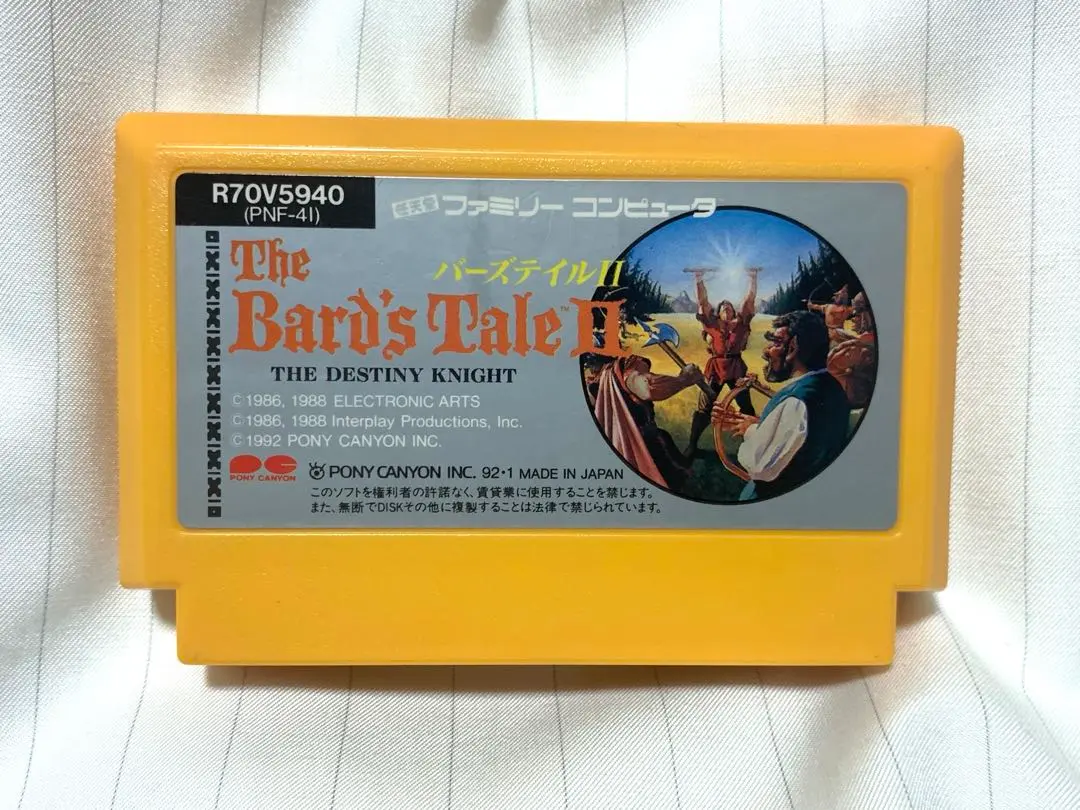 R70V5940
(PNF-4I)
任天堂 ファミリー コンピュータ
The
バーズテイルII
Bard's Tale™ II
THE DESTINY KNIGHT
©1986, 1988 ELECTRONIC ARTS
©1986, 1988 Interplay Productions, Inc.
©1992 PONY CANYON INC.
PONY CANYON
PONY CANYON INC. 92・1 MADE IN JAPAN
このソフトを権利者の許諾なく、賃貸業に使用することを禁じます。
また、無断でDISKその他に複製することは法律で禁じられています。